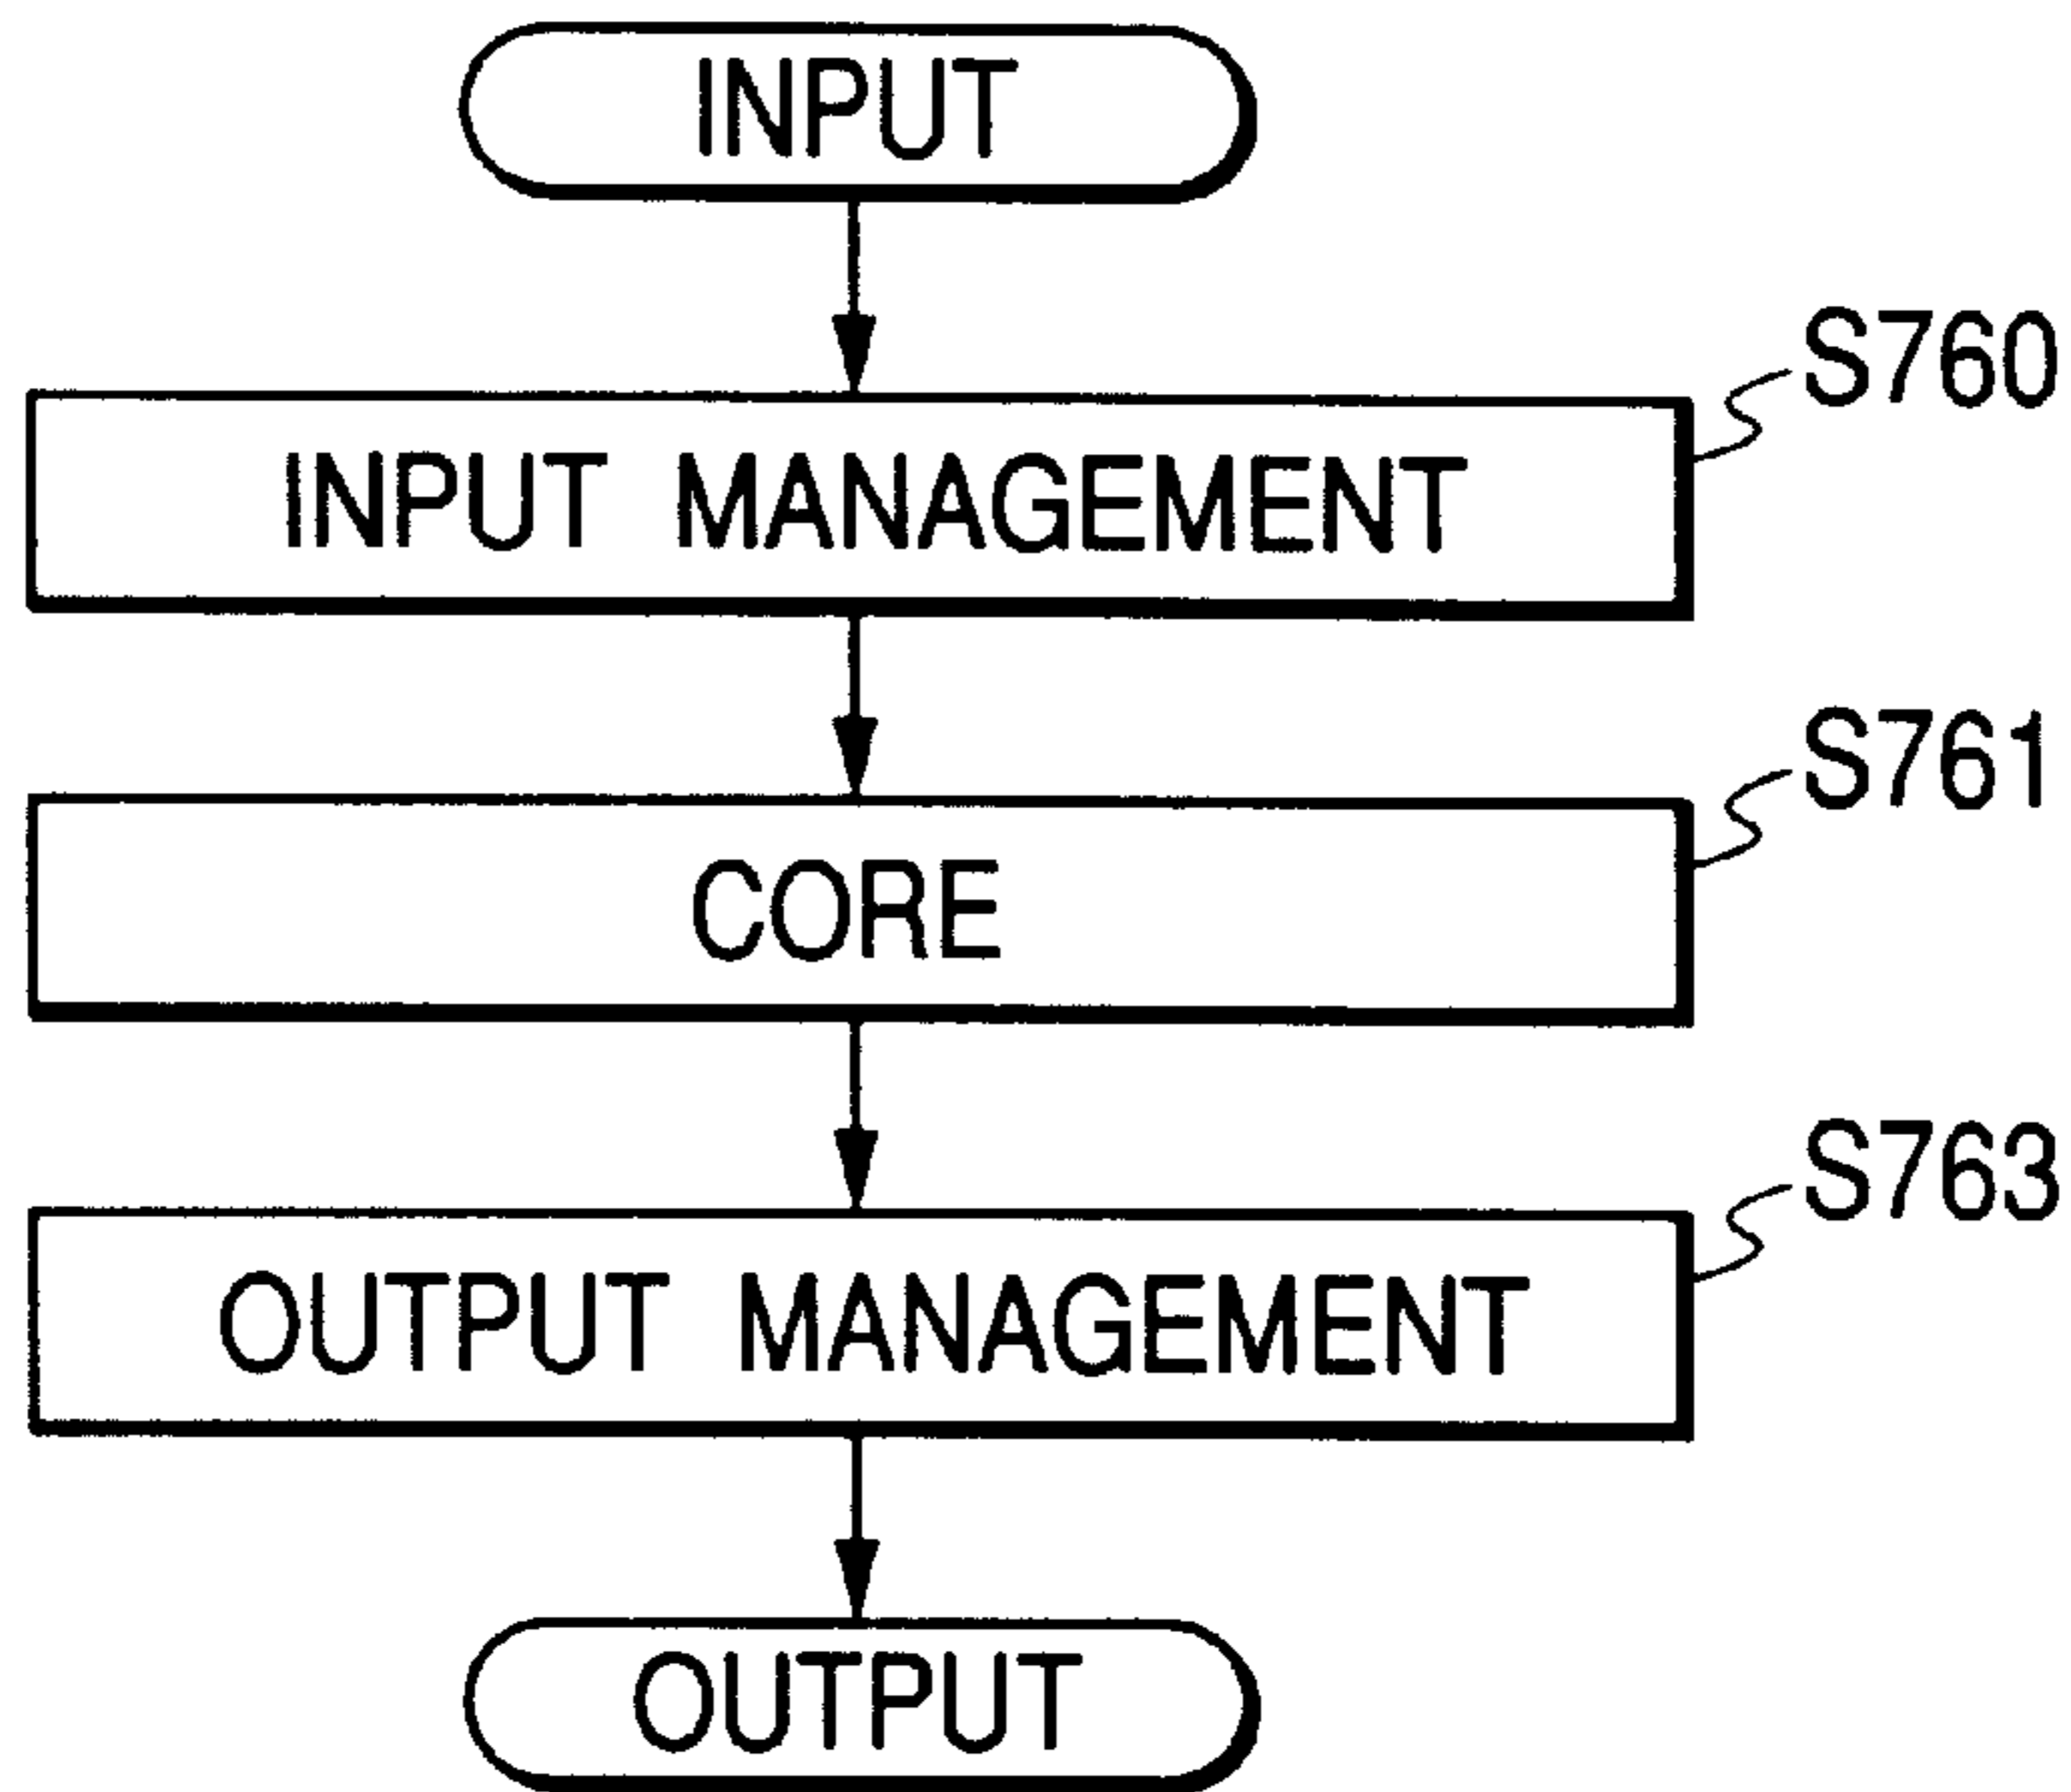 INPUT
S760
INPUT MANAGEMENT
S761
CORE
S763
OUTPUT MANAGEMENT
OUTPUT